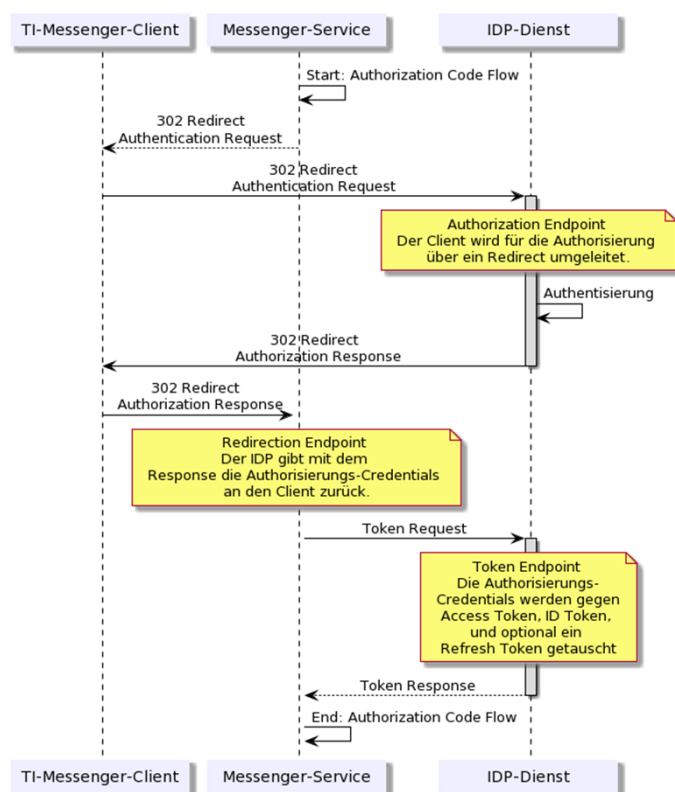 TI-Messenger-Client
Messenger-Service
IDP-Dienst
Start: Authorization Code Flow
302 Redirect
Authentication Request
302 Redirect
Authentication Request
Authorization Endpoint
Der Client wird für die Authorisierung
über ein Redirect umgeleitet.
Authentisierung
302 Redirect
Authorization Response
302 Redirect
Authorization Response
Redirection Endpoint
Der IDP gibt mit dem
Response die Authorisierungs-Credentials
an den Client zurück.
Token Request
Token Endpoint
Die Authorisierungs-
Credentials werden gegen
Access Token, ID Token,
und optional ein
Refresh Token getauscht
Token Response
End: Authorization Code Flow
TI-Messenger-Client
Messenger-Service
IDP-Dienst